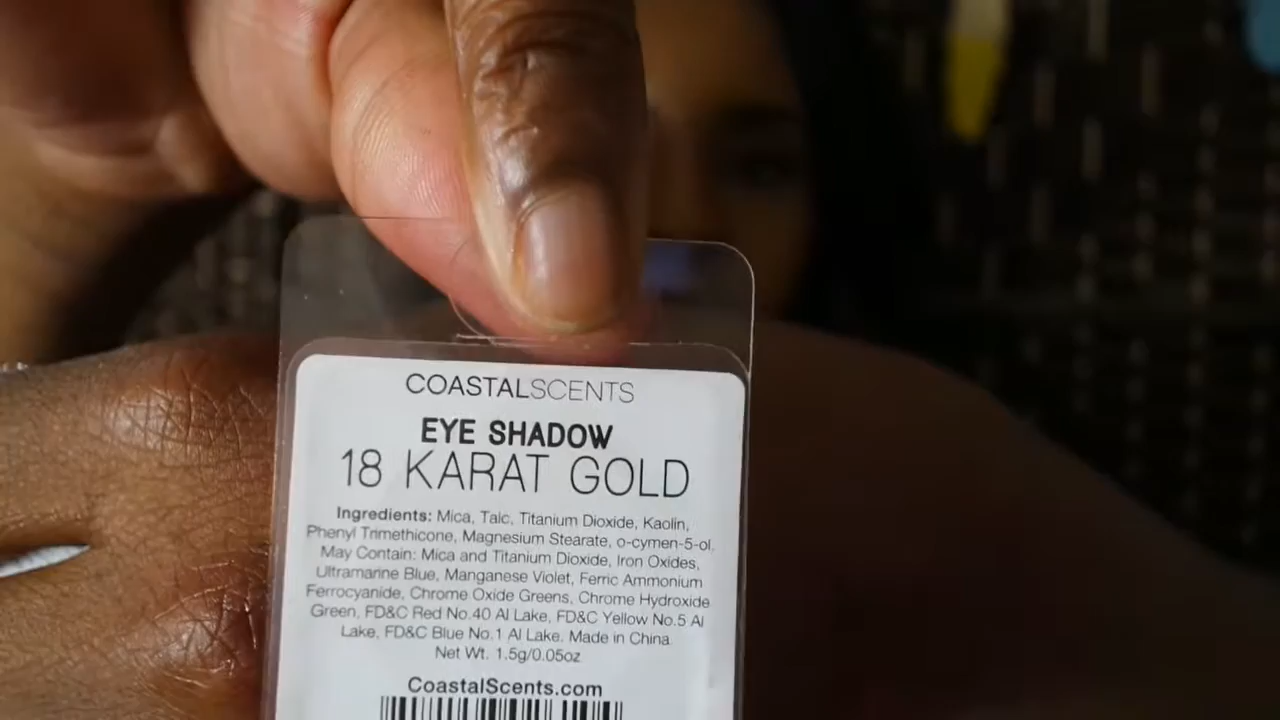 COASTALSCENTS
EYE SHADOW
18 KARAT GOLD
Ingredients: Mica, Talc, Titanium Dioxide, Kaolin,
Phenyl Trimethicone, Magnesium Stearate, o-cymen-5-ol.
May Contain: Mica and Titanium Dioxide, Iron Oxides,
Ultramarine Blue, Manganese Violet, Ferric Ammonium
Ferrocyanide, Chrome Oxide Greens, Chrome Hydroxide
Green, FD&C Red No.40 Al Lake, FD&C Yellow No.5 Al
Lake, FD&C Blue No.1 Al Lake. Made in China.
Net Wt. 1.5g/0.05oz
CoastalScents.com